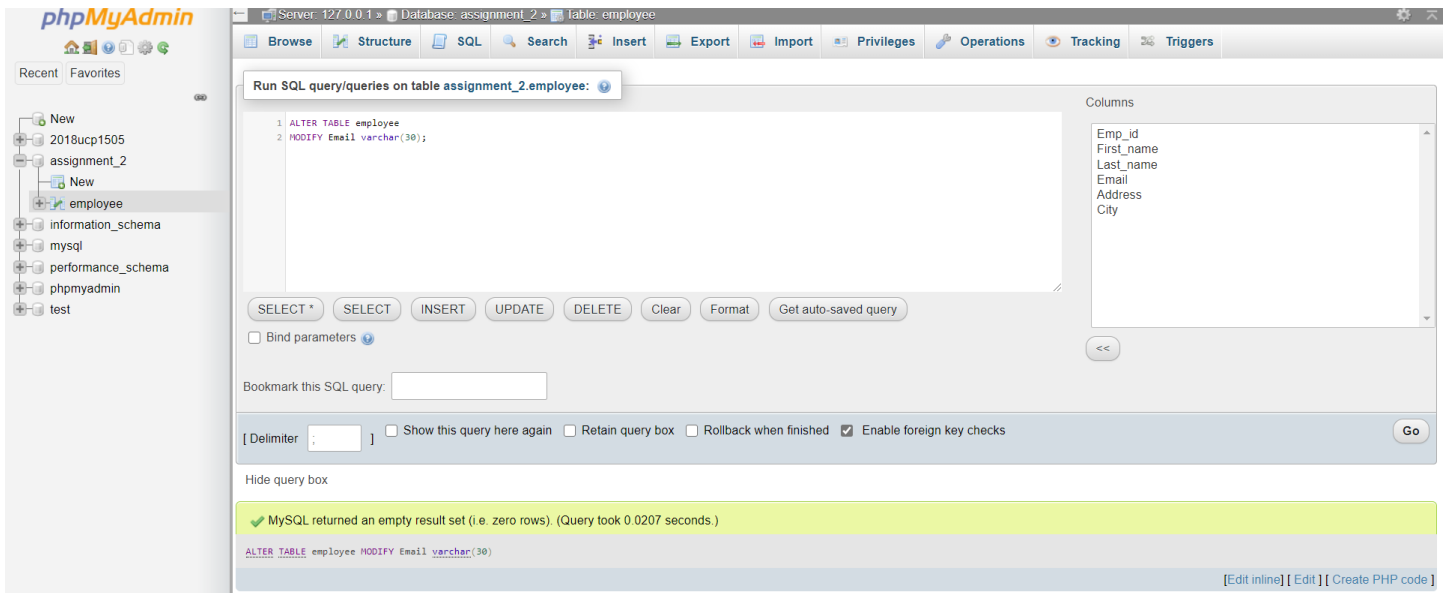 phpMyAdmin
Recent Favorites
New
2018ucp1505
assignment_2
New
employee
information_schema
mysql
performance_schema
phpmyadmin
test
Server: 127.0.0.1 » Database: assignment_2 » Table: employee
Browse Structure SQL Search Insert Export Import Privileges Operations Tracking Triggers
Run SQL query/queries on table assignment_2.employee:
1 ALTER TABLE employee
2 MODIFY Email varchar(30);
Columns
Emp_id
First_name
Last_name
Email
Address
City
SELECT * SELECT INSERT UPDATE DELETE Clear Format Get auto-saved query
<<
Bind parameters
Bookmark this SQL query:
[ Delimiter ; ] Show this query here again Retain query box Rollback when finished Enable foreign key checks Go
Hide query box
MySQL returned an empty result set (i.e. zero rows). (Query took 0.0207 seconds.)
ALTER TABLE employee MODIFY Email varchar(30)
[Edit inline] [ Edit ] [ Create PHP code ]